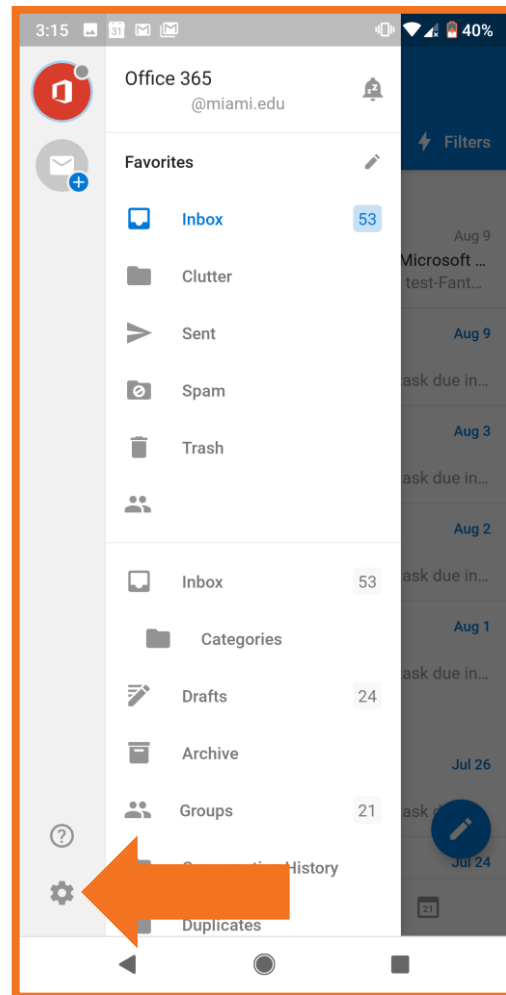 3:15
31
40%
Office 365
@miami.edu
Filters
Favorites
Inbox 53
Aug 9
Microsoft ...
test-Fant...
Clutter
Sent
Aug 9
ask due in...
Spam
Aug 3
Trash
ask due in...
Aug 2
Inbox 53
ask due in...
Categories
Aug 1
ask due in...
Drafts 24
Archive
Jul 26
Groups 21
ask
History
Jul 24
21
Duplicates